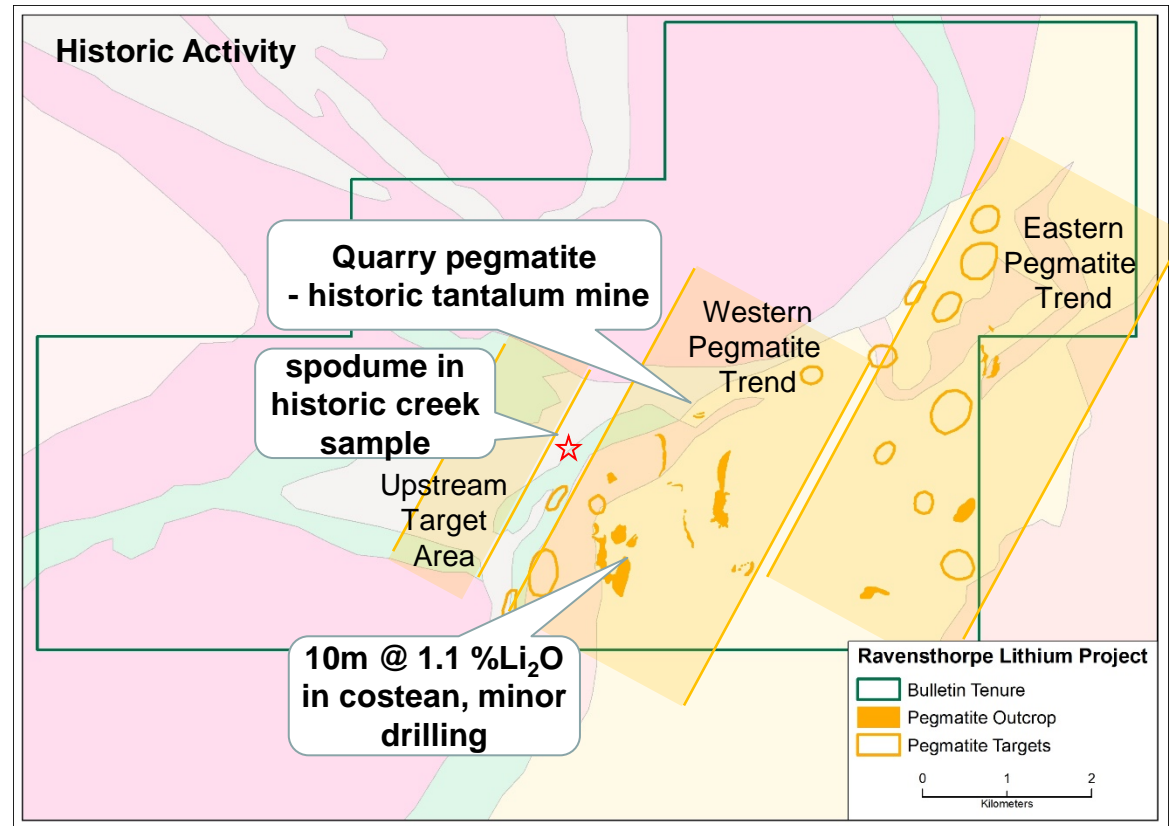 Historic Activity
Quarry pegmatite
- historic tantalum mine
Eastern
Pegmatite
Trend
Western
Pegmatite
Trend
spodume in
historic creek
sample
Upstream
Target
Area
10m @ 1.1 %Li₂O
in costean, minor
drilling
Ravensthorpe Lithium Project
Bulletin Tenure
Pegmatite Outcrop
Pegmatite Targets
0 1 2
Kilometers